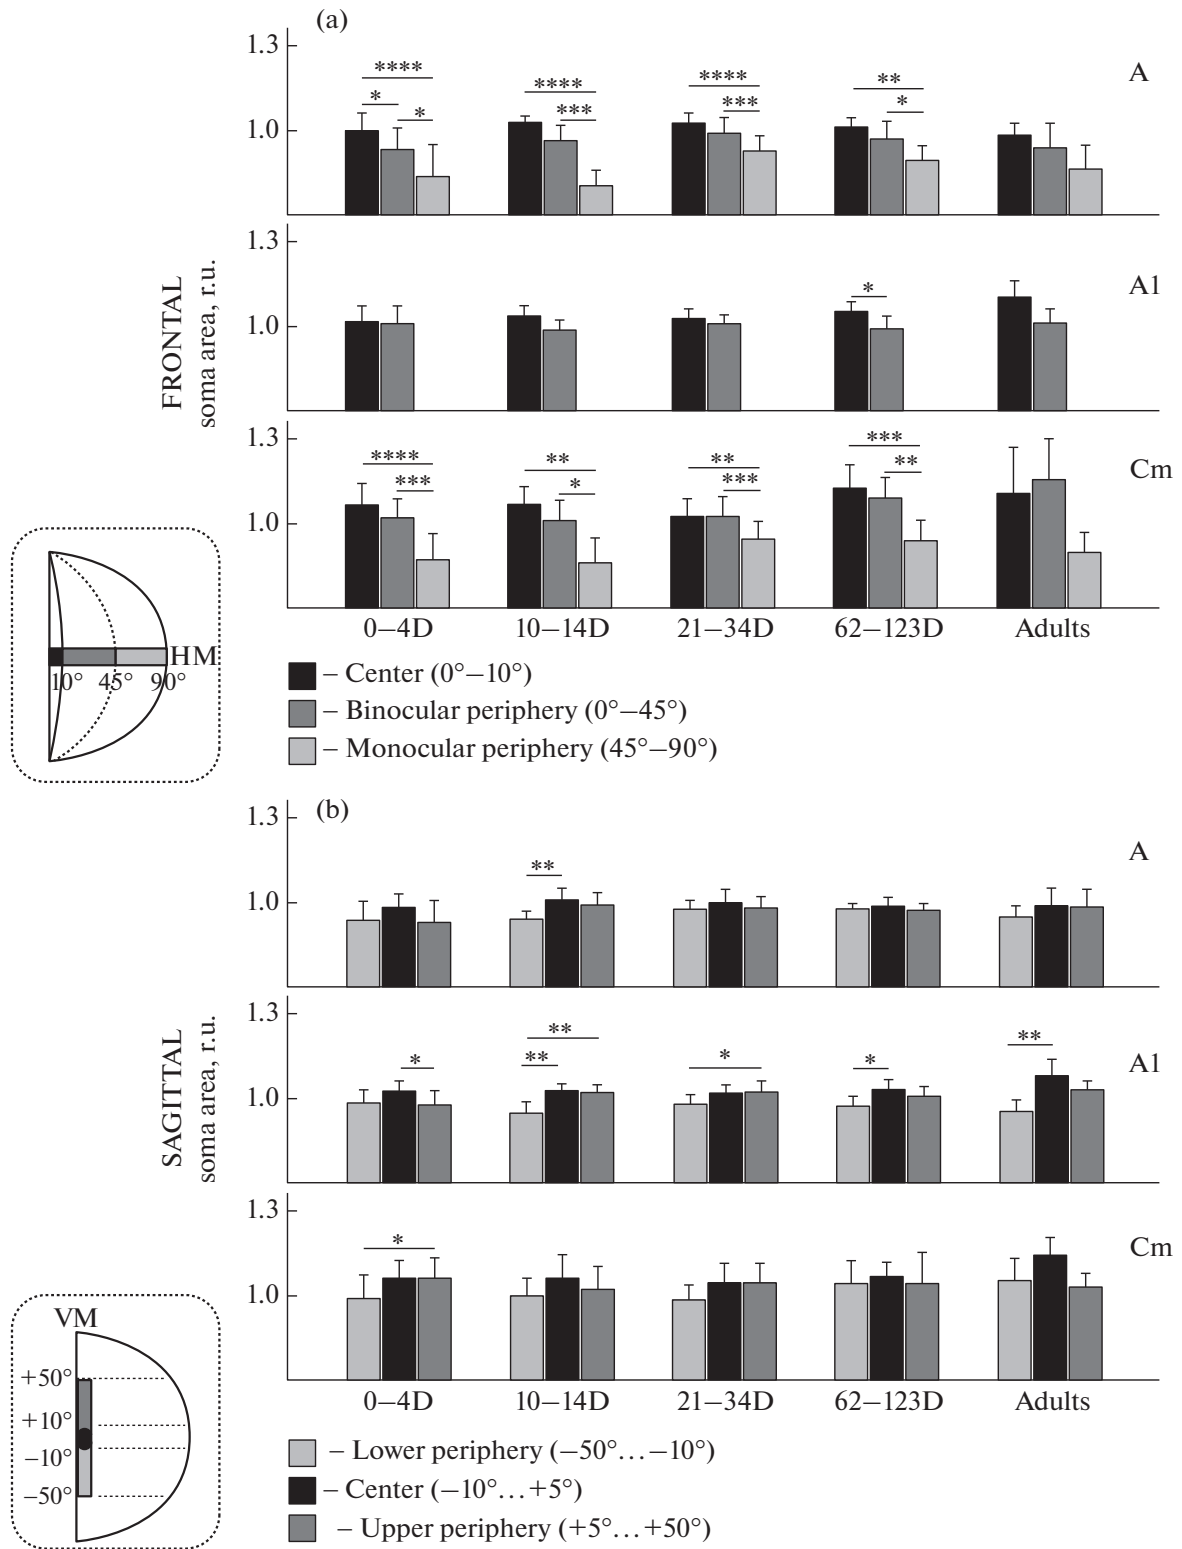 (a)
1.3
1.0
A
**** * * **** *** **** *** ** *
FRONTAL
soma area, r.u.
1.3
1.0
A1
*
1.3
1.0
Cm
**** *** ** * ** *** *** **
0–4D 10–14D 21–34D 62–123D Adults
HM
10° 45° 90°
– Center (0°–10°)
– Binocular periphery (0°–45°)
– Monocular periphery (45°–90°)
(b)
1.3
1.0
A
**
SAGITTAL
soma area, r.u.
1.3
1.0
A1
* ** ** * * **
1.3
1.0
Cm
*
0–4D 10–14D 21–34D 62–123D Adults
VM
+50°
+10°
−10°
−50°
– Lower periphery (−50°…−10°)
– Center (−10°…+5°)
– Upper periphery (+5°…+50°)